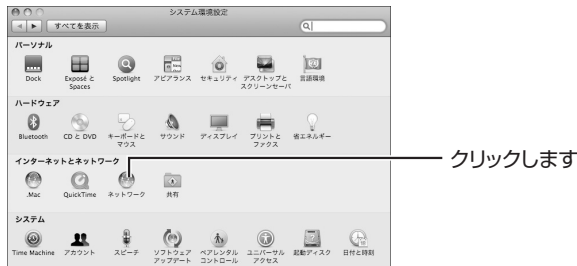 システム環境設定
すべてを表示
パーソナル
Dock
Exposé と
Spaces
Spotlight
アピアランス
セキュリティ
デスクトップと
スクリーンセーバ
言語環境
ハードウェア
Bluetooth
CD と DVD
キーボードと
マウス
サウンド
ディスプレイ
プリントと
ファクス
省エネルギー
インターネットとネットワーク
.Mac
QuickTime
ネットワーク
共有
クリックします
システム
Time Machine
アカウント
スピーチ
ソフトウェア
アップデート
ペアレンタル
コントロール
ユニバーサル
アクセス
起動ディスク
日付と時刻